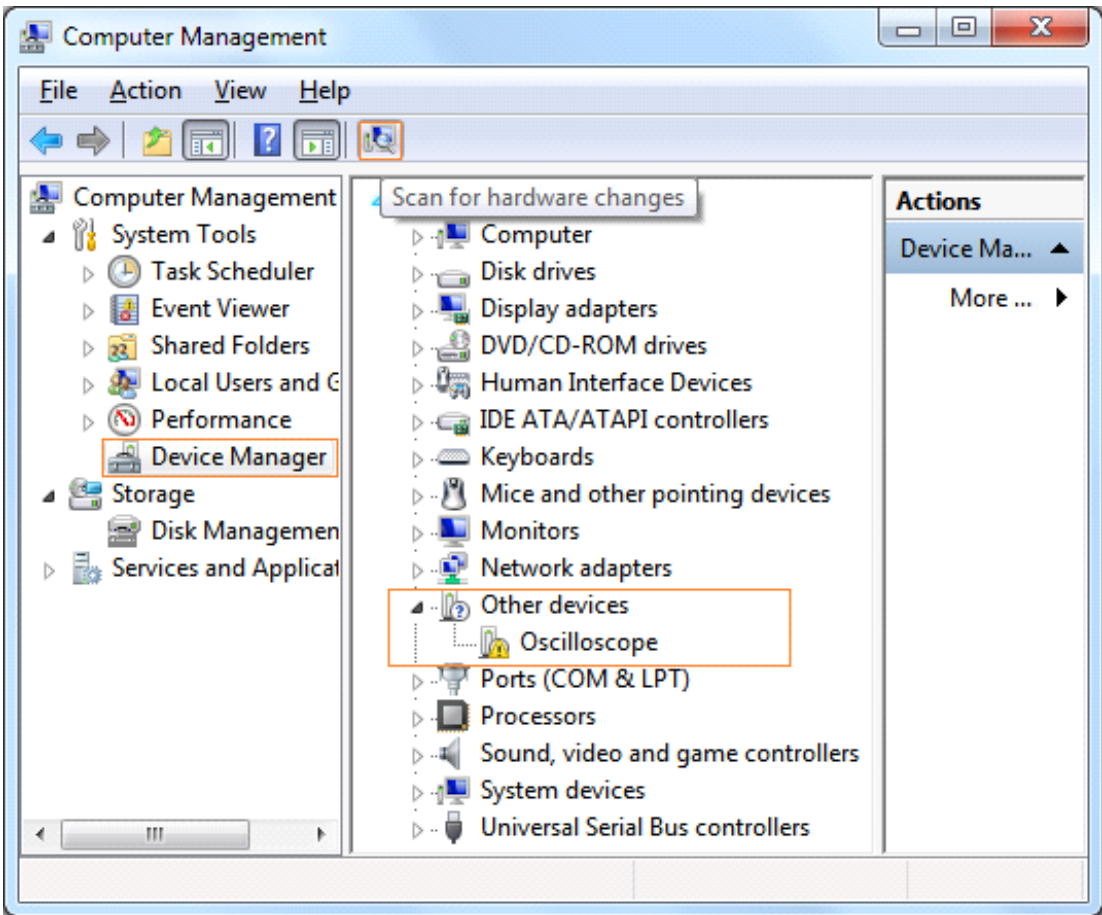 Computer Management
File Action View Help
Scan for hardware changes
Computer Management
System Tools
Task Scheduler
Event Viewer
Shared Folders
Local Users and G
Performance
Device Manager
Storage
Disk Managemen
Services and Applicat
Computer
Disk drives
Display adapters
DVD/CD-ROM drives
Human Interface Devices
IDE ATA/ATAPI controllers
Keyboards
Mice and other pointing devices
Monitors
Network adapters
Other devices
Oscilloscope
Ports (COM & LPT)
Processors
Sound, video and game controllers
System devices
Universal Serial Bus controllers
Actions
Device Ma...
More ...